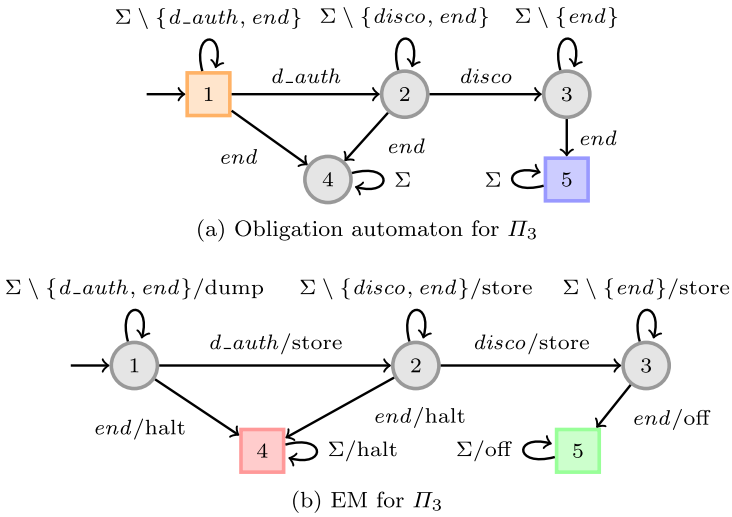 Σ \ {d_auth, end} Σ \ {disco, end} Σ \ {end}
1 d_auth 2 disco 3
end end end
4 Σ Σ 5
(a) Obligation automaton for Π₃
Σ \ {d_auth, end}/dump Σ \ {disco, end}/store Σ \ {end}/store
1 d_auth/store 2 disco/store 3
end/halt end/halt end/off
4 Σ/halt Σ/off 5
(b) EM for Π₃